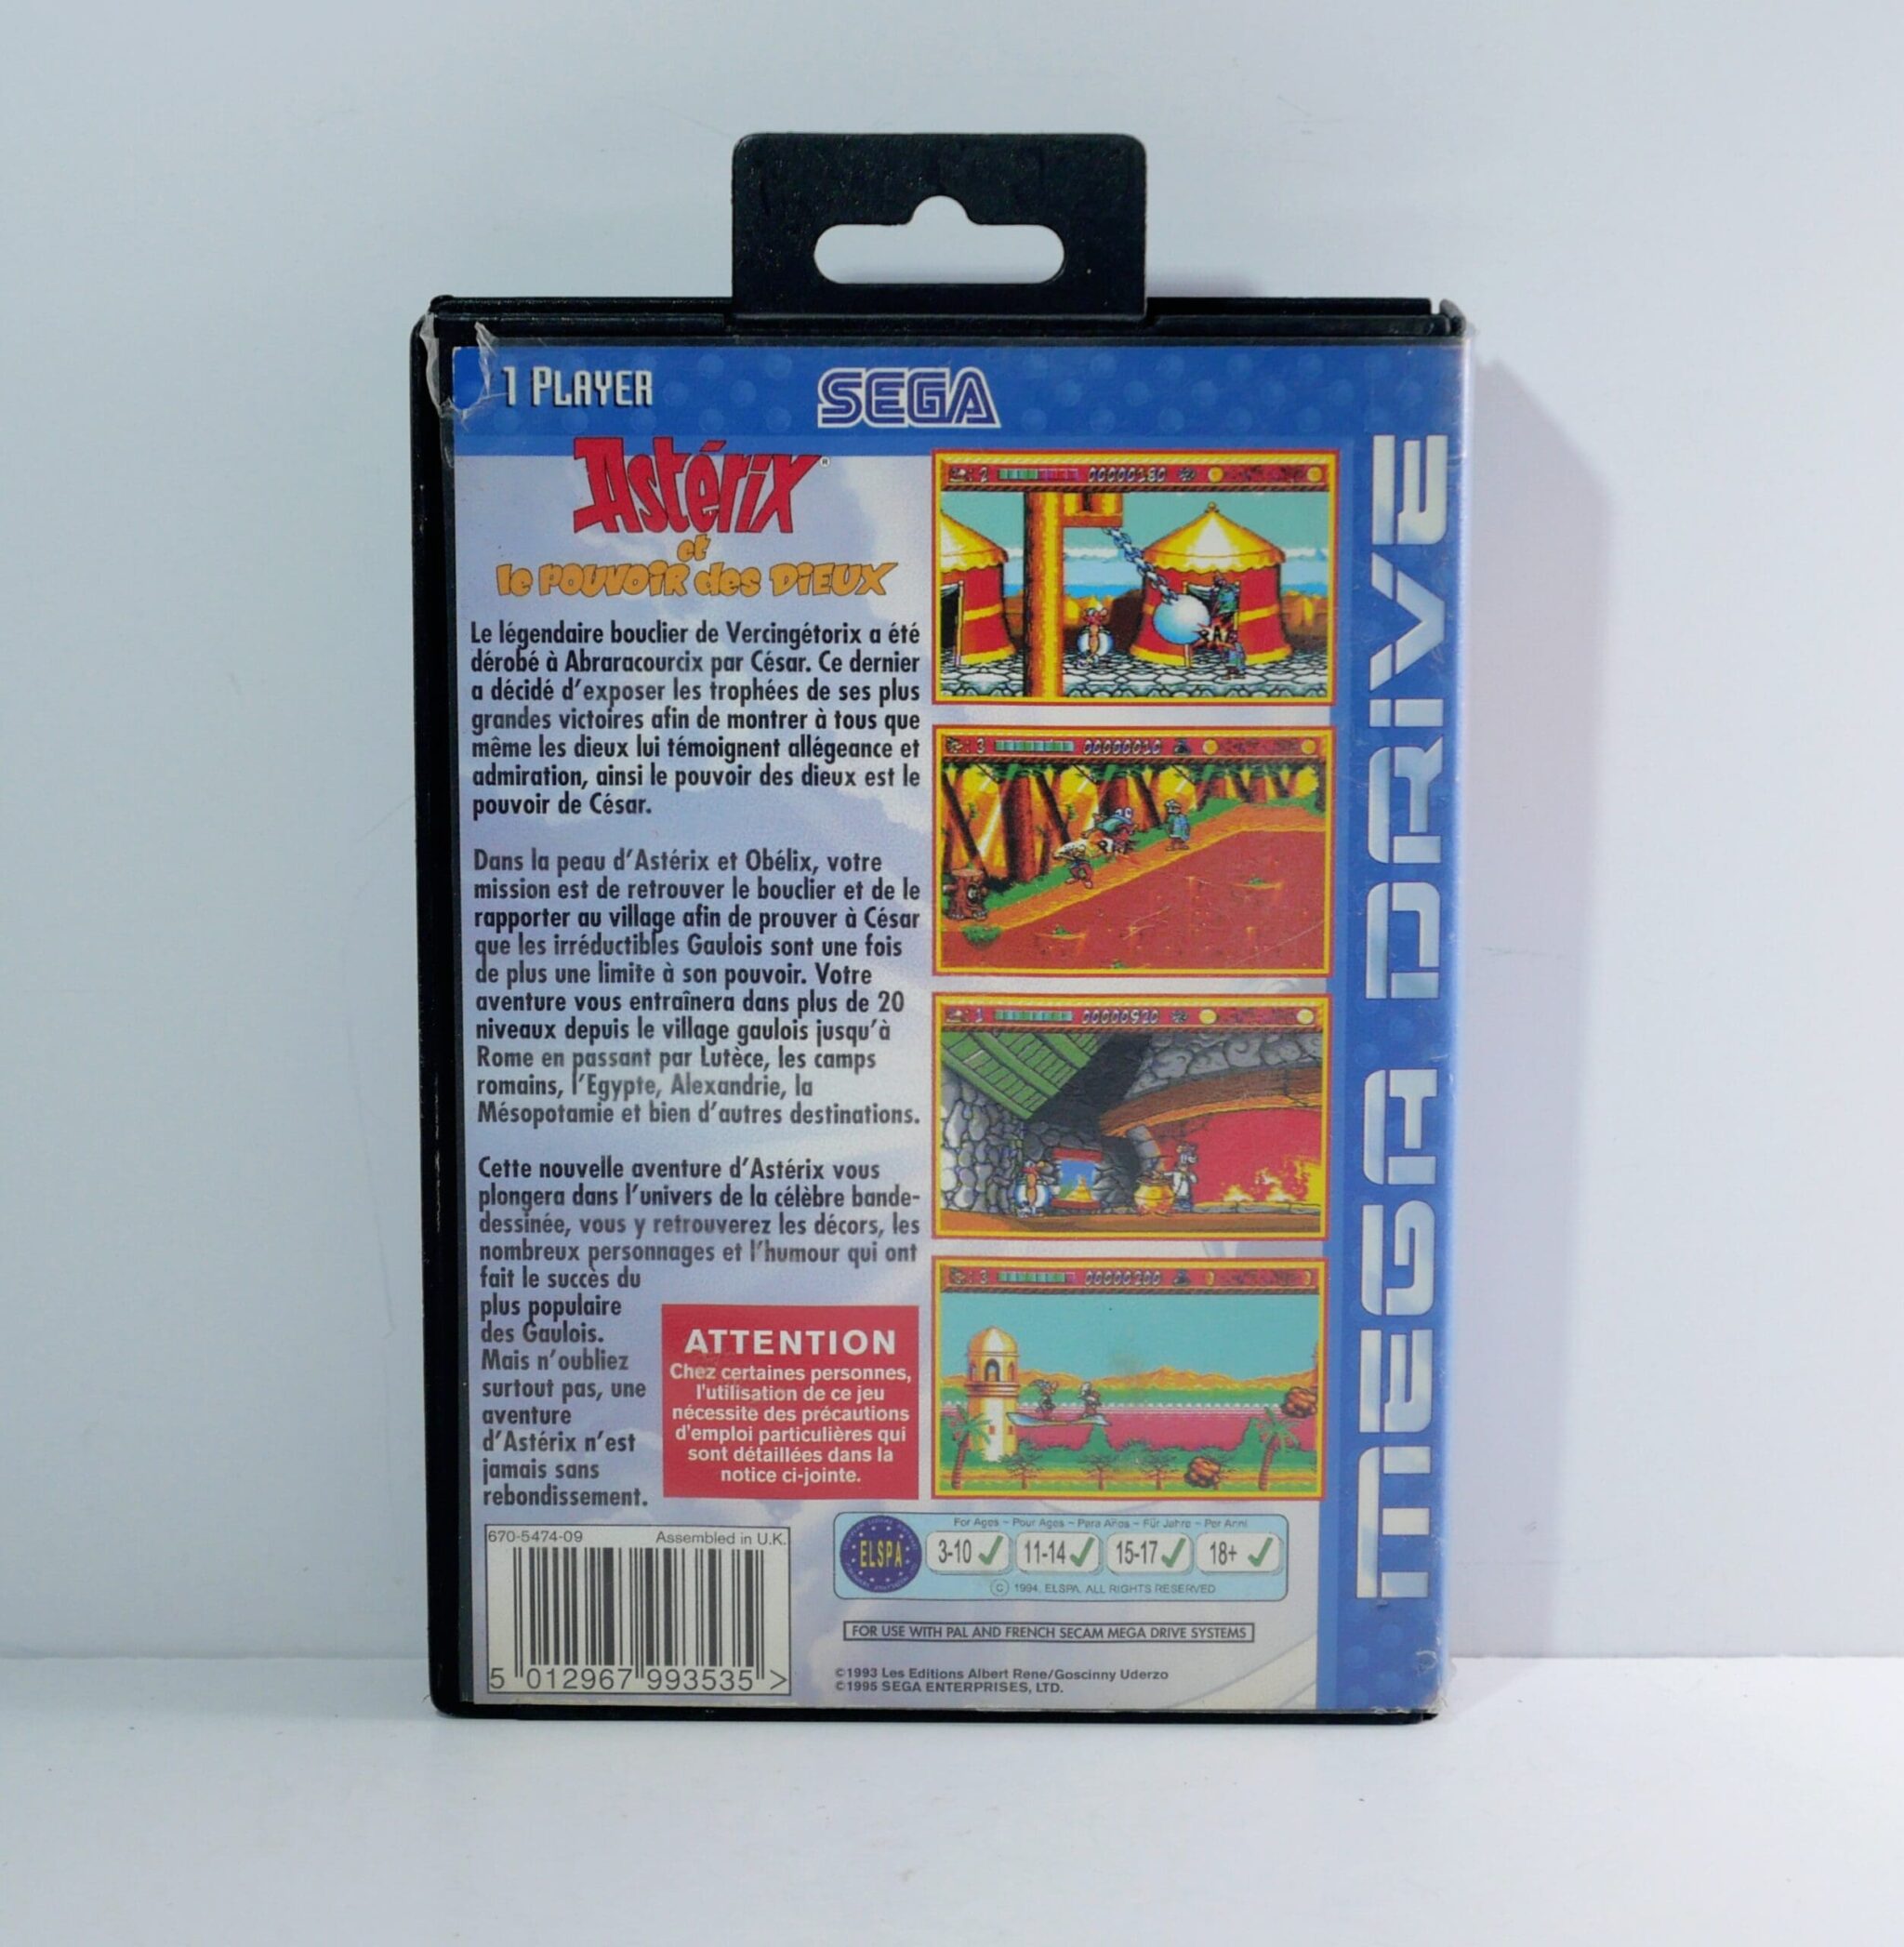 1 PLAYER
SEGA
Astérix®
et
le POUVOIR des DIEUX
Le légendaire bouclier de Vercingétorix a été
dérobé à Abraracourcix par César. Ce dernier
a décidé d'exposer les trophées de ses plus
grandes victoires afin de montrer à tous que
même les dieux lui témoignent allégeance et
admiration, ainsi le pouvoir des dieux est le
pouvoir de César.
Dans la peau d'Astérix et Obélix, votre
mission est de retrouver le bouclier et de le
rapporter au village afin de prouver à César
que les irréductibles Gaulois sont une fois
de plus une limite à son pouvoir. Votre
aventure vous entraînera dans plus de 20
niveaux depuis le village gaulois jusqu'à
Rome en passant par Lutèce, les camps
romains, l'Egypte, Alexandrie, la
Mésopotamie et bien d'autres destinations.
Cette nouvelle aventure d'Astérix vous
plongera dans l'univers de la célèbre bande-
dessinée, vous y retrouverez les décors, les
nombreux personnages et l'humour qui ont
fait le succès du
plus populaire
des Gaulois.
Mais n'oubliez
surtout pas, une
aventure
d'Astérix n'est
jamais sans
rebondissement.
ATTENTION
Chez certaines personnes,
l'utilisation de ce jeu
nécessite des précautions
d'emploi particulières qui
sont détaillées dans la
notice ci-jointe.
: 2 00000180
: 3 00000010
: 1 00000920
: 3 00000200
MEGA DRIVE
670-5474-09 Assembled in U.K.
5 012967 993535 >
ELSPA
For Ages – Pour Ages – Para Años – Für Jahre – Per Anni
3-10 11-14 15-17 18+
© 1994, ELSPA, ALL RIGHTS RESERVED
FOR USE WITH PAL AND FRENCH SECAM MEGA DRIVE SYSTEMS
©1993 Les Editions Albert Rene/Goscinny Uderzo
©1995 SEGA ENTERPRISES, LTD.